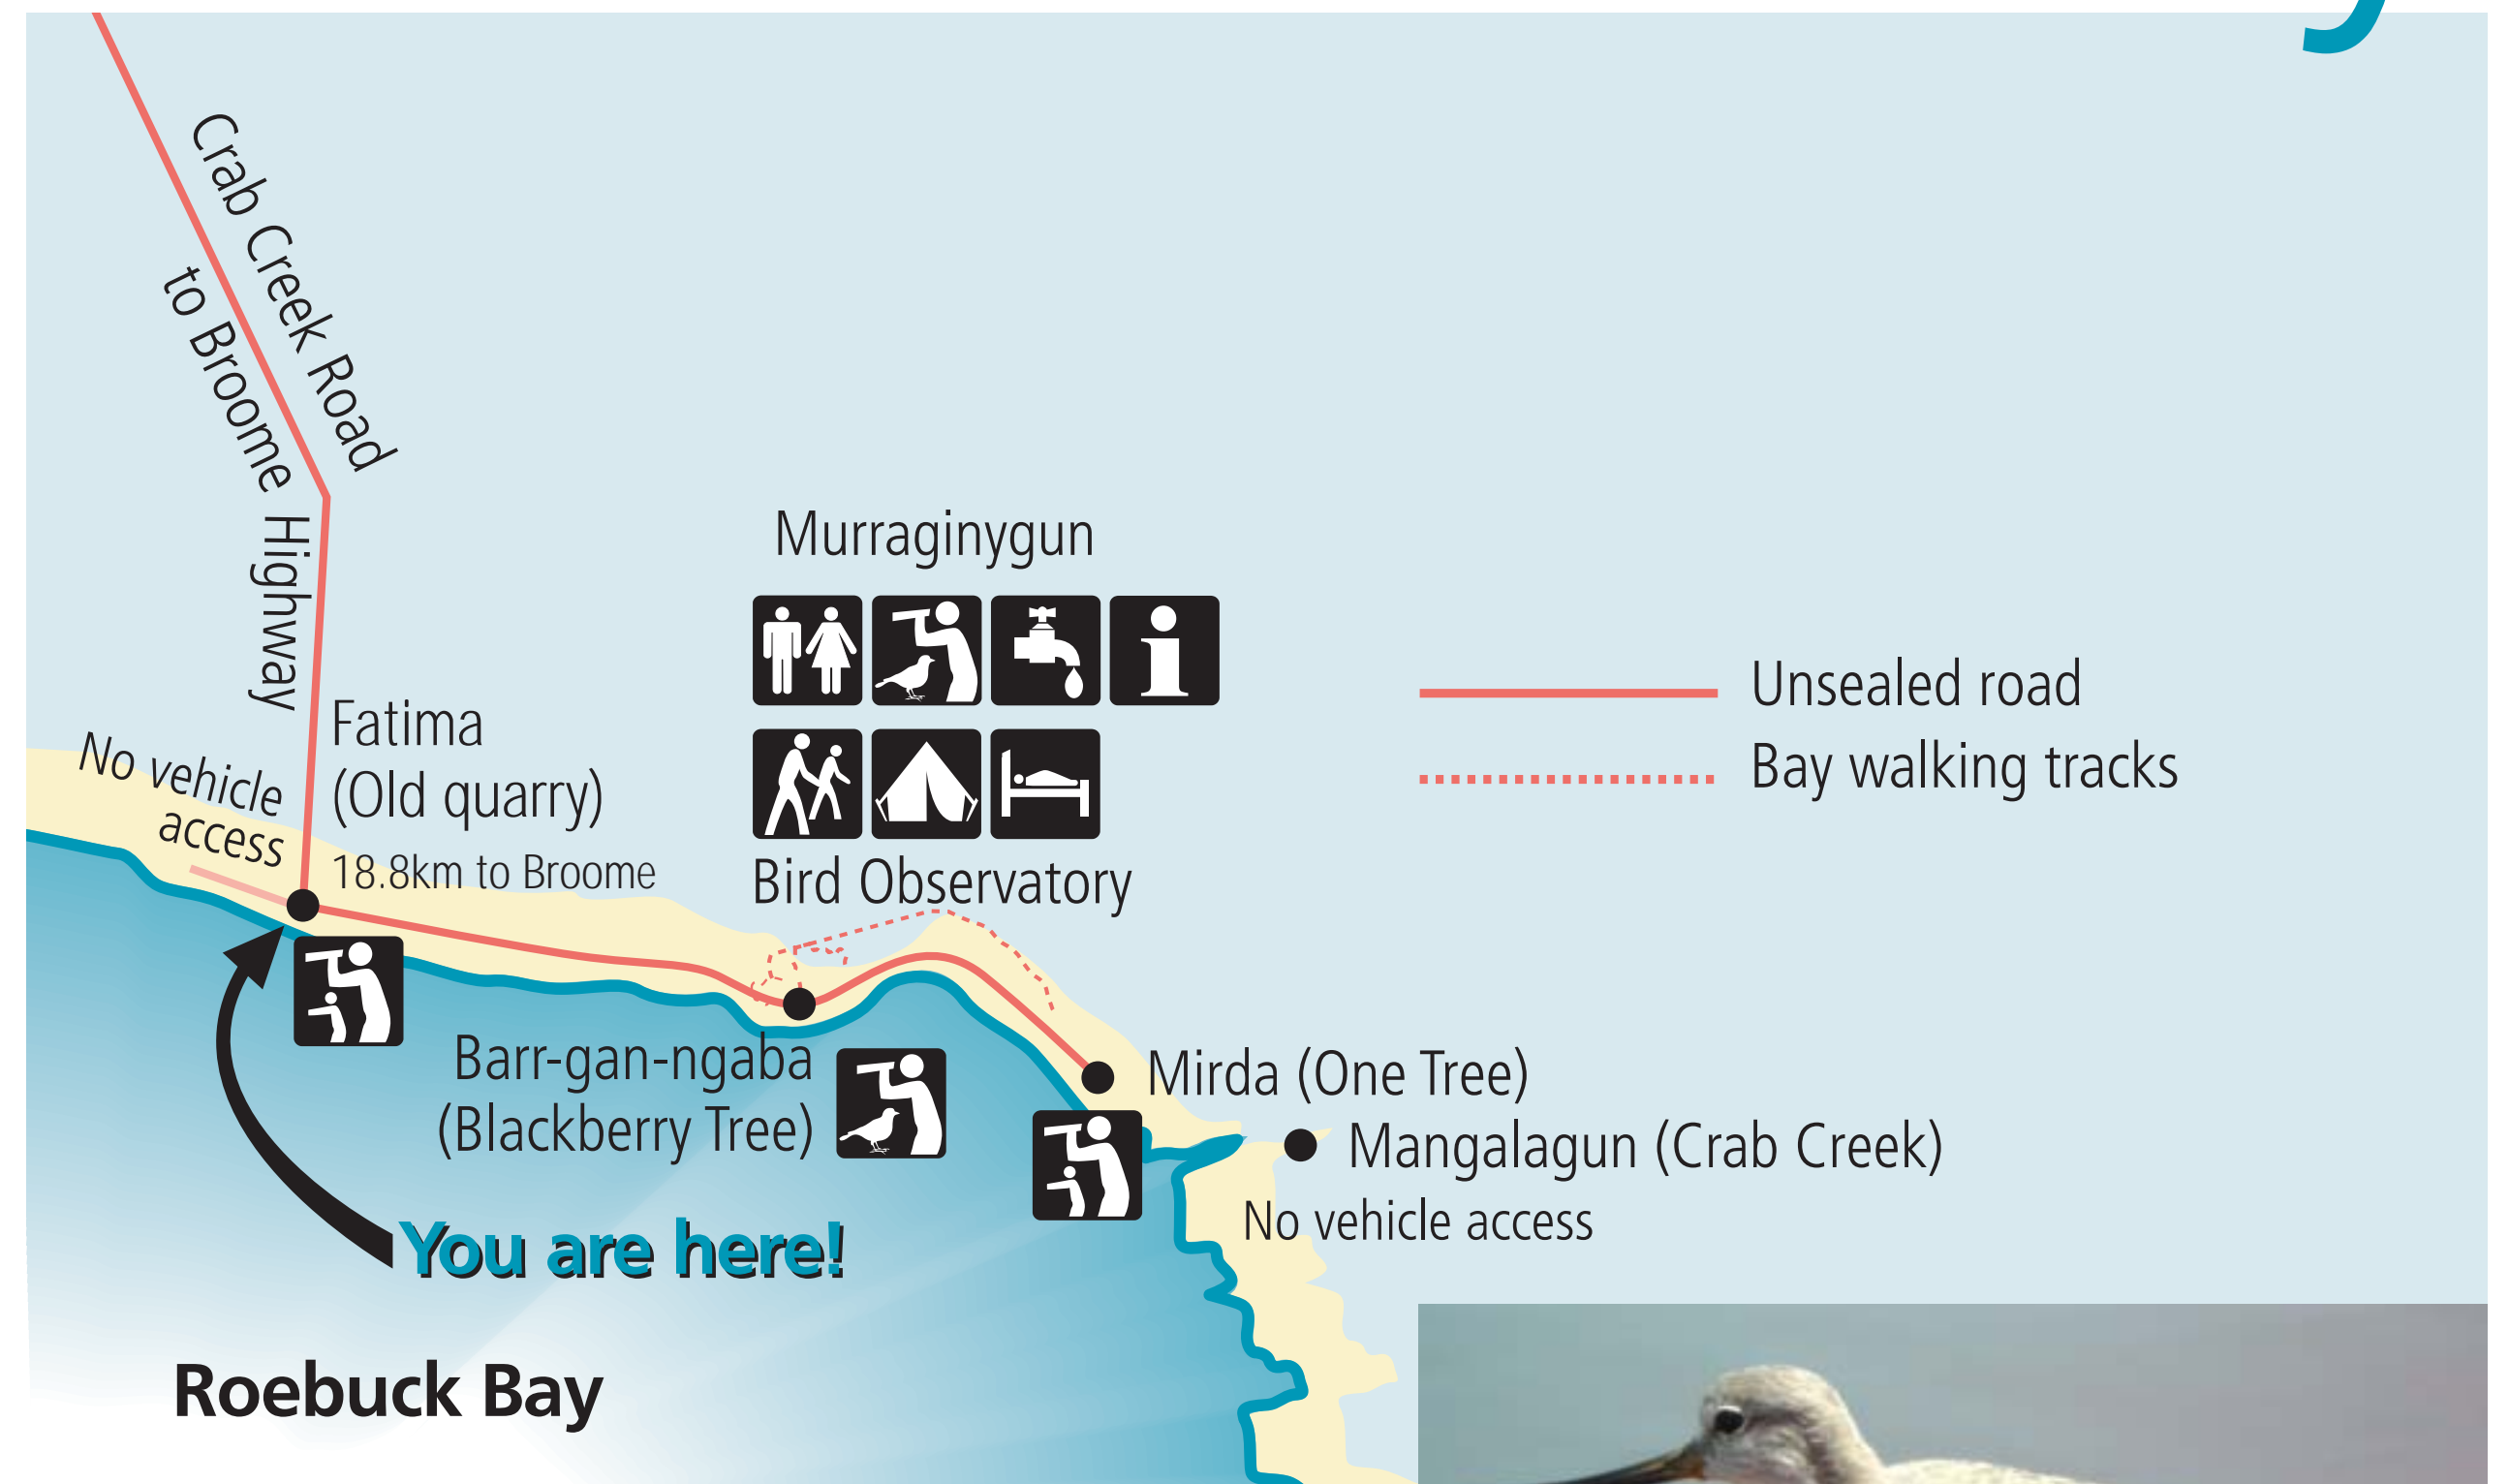 Crab Creek Road
to Broome Highway
Murraginygun
Fatima
(Old quarry)
18.8km to Broome
No vehicle
access
Bird Observatory
Unsealed road
Bay walking tracks
Barr-gan-ngaba
(Blackberry Tree)
Mirda (One Tree)
Mangalagun (Crab Creek)
No vehicle access
You are here!
Roebuck Bay